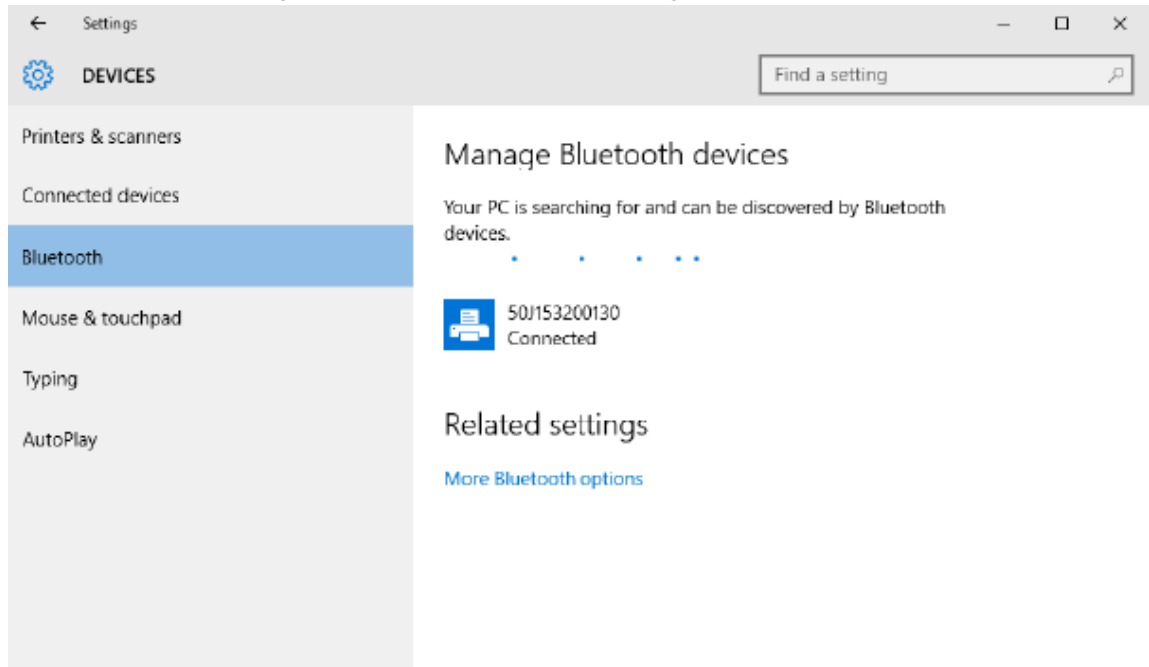 Settings
DEVICES
Find a setting
Printers & scanners
Connected devices
Bluetooth
Mouse & touchpad
Typing
AutoPlay
Manage Bluetooth devices
Your PC is searching for and can be discovered by Bluetooth
devices.
50J153200130
Connected
Related settings
More Bluetooth options